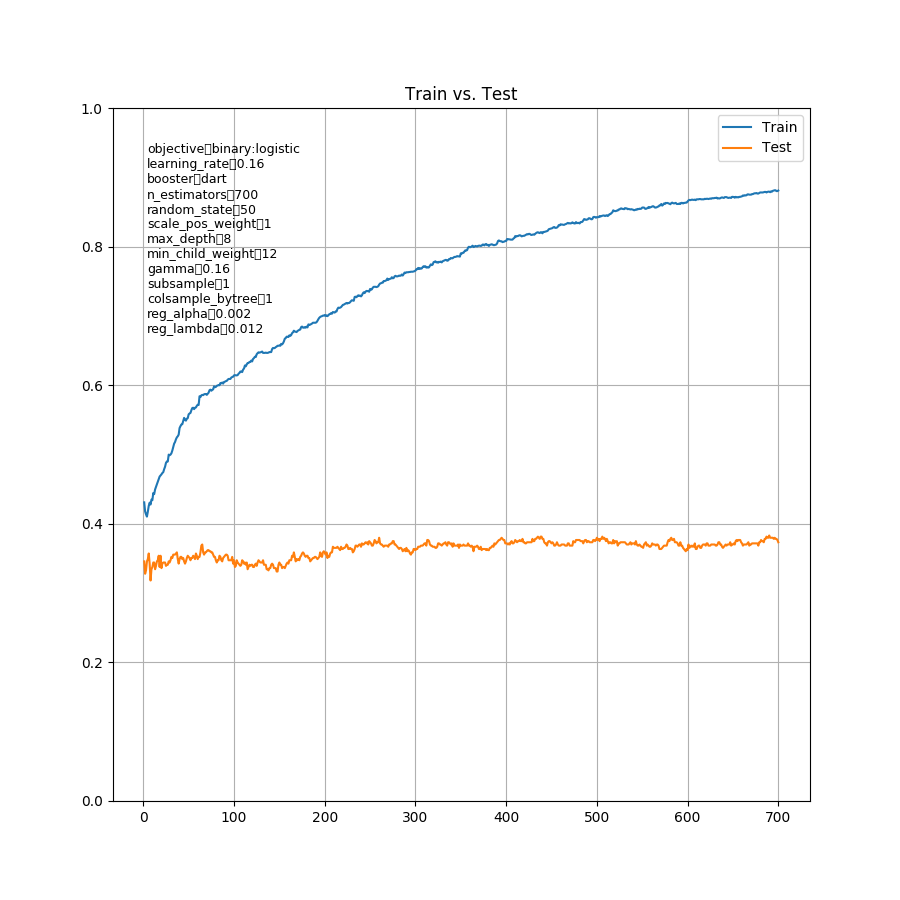 Train vs. Test
1.0
0.8
0.6
0.4
0.2
0.0
objective▯binary:logistic
learning_rate▯0.16
booster▯dart
n_estimators▯700
random_state▯50
scale_pos_weight▯1
max_depth▯8
min_child_weight▯12
gamma▯0.16
subsample▯1
colsample_bytree▯1
reg_alpha▯0.002
reg_lambda▯0.012
Train
Test
0 100 200 300 400 500 600 700